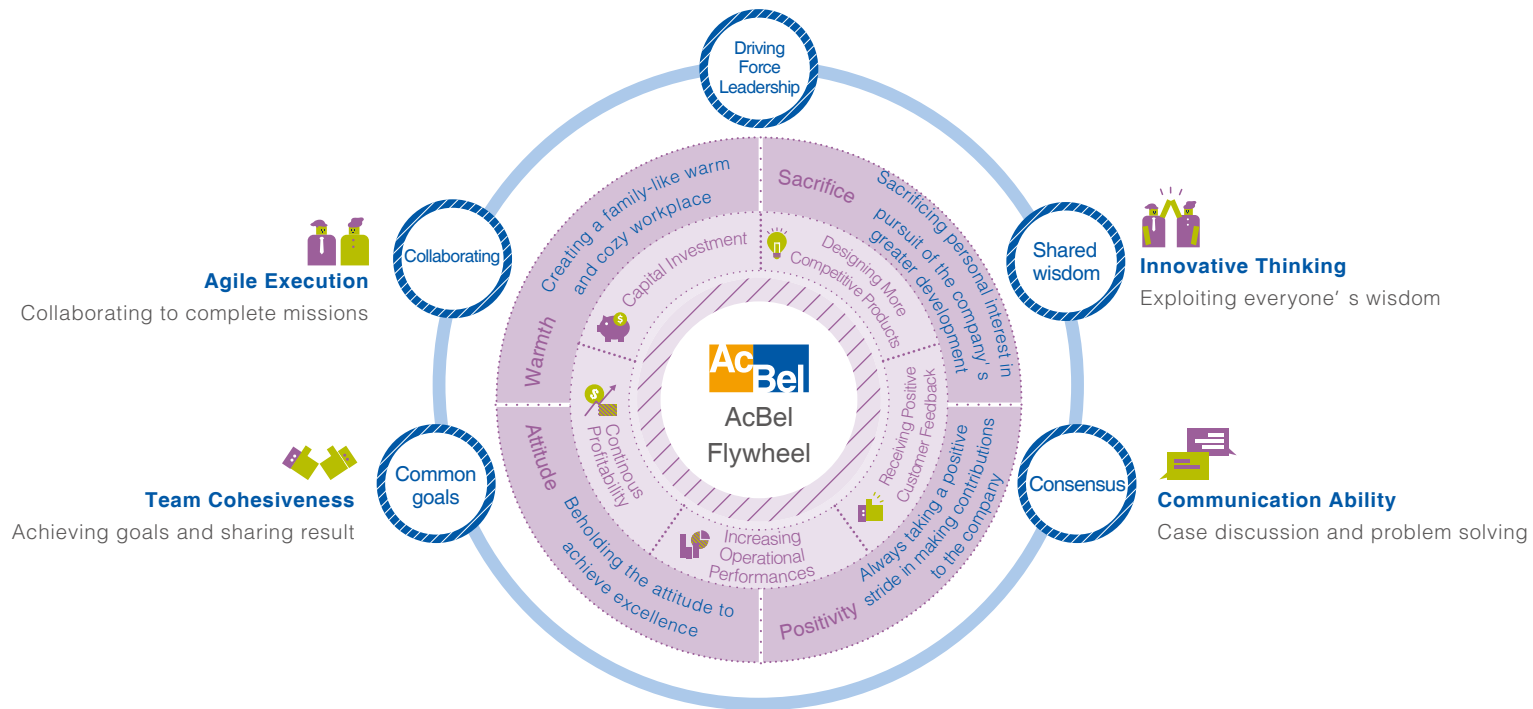 Driving
Force
Leadership
Shared
wisdom
Innovative Thinking
Exploiting everyone’ s wisdom
Consensus
Communication Ability
Case discussion and problem solving
Common
goals
Team Cohesiveness
Achieving goals and sharing result
Collaborating
Agile Execution
Collaborating to complete missions
Sacrifice
Sacrificing personal interest in
pursuit of the company’ s
greater development
Positivity
Always taking a positive
stride in making contributions
to the company
Attitude
Beholding the attitude to
achieve excellence
Warmth
Creating a family-like warm
and cozy workplace
Designing More
Competitive Products
Receiving Positive
Customer Feedback
Increasing
Operational
Performances
Continous
Profitability
Capital Investment
AcBel
AcBel
Flywheel